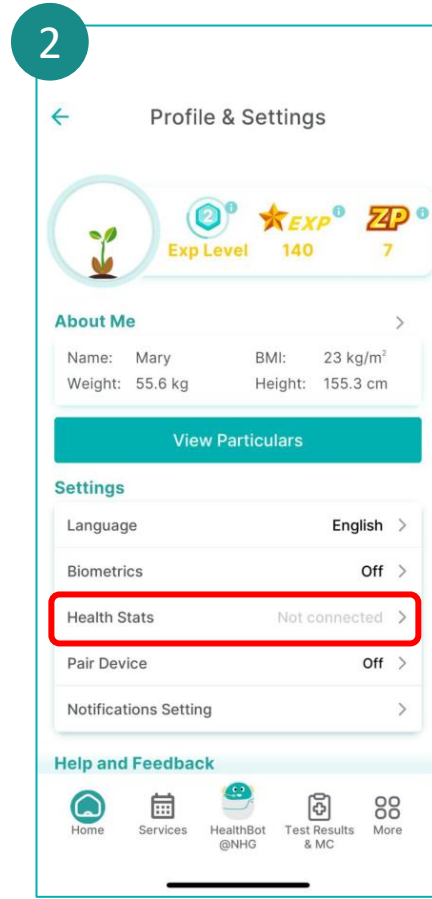 2
Profile & Settings
2 EXP ZP
Exp Level 140 7
About Me
Name: Mary BMI: 23 kg/m²
Weight: 55.6 kg Height: 155.3 cm
View Particulars
Settings
Language English
Biometrics Off
Health Stats Not connected
Pair Device Off
Notifications Setting
Help and Feedback
Home Services HealthBot Test Results More
@NHG & MC